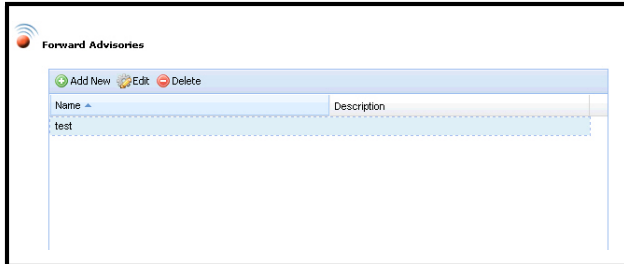 Forward Advisories
Add New Edit Delete
Name Description
test